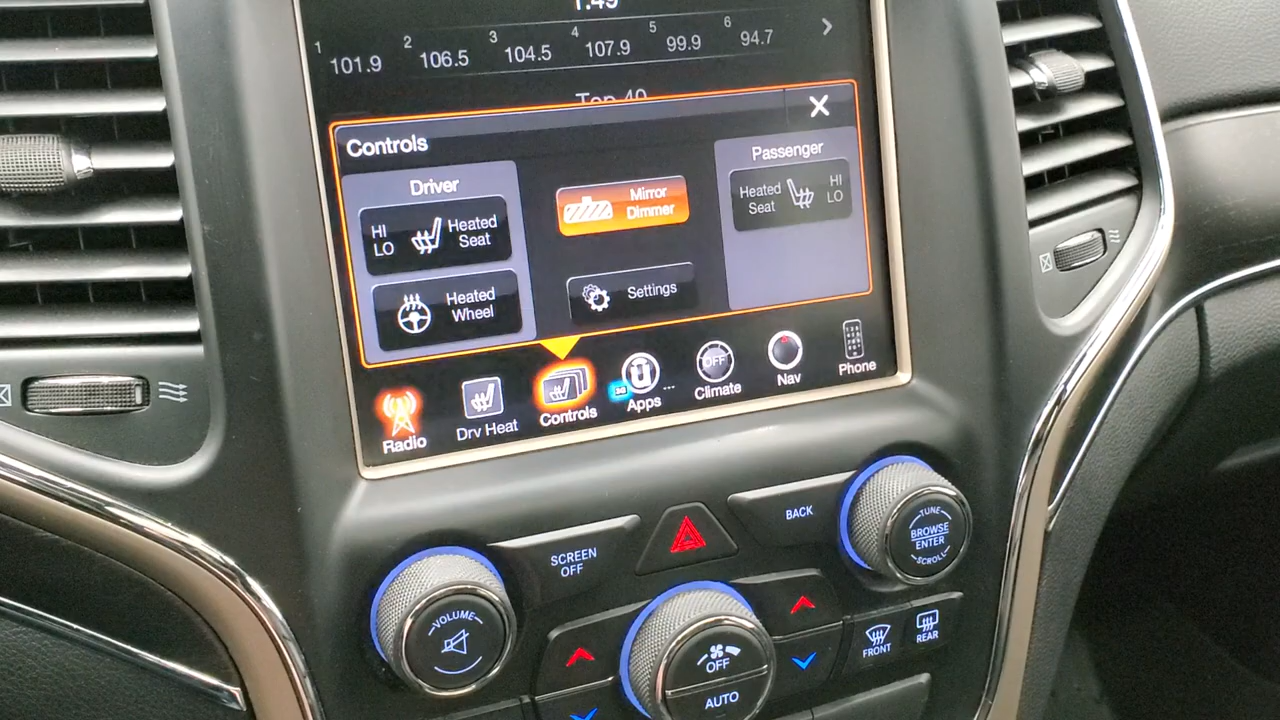 1:49
1 101.9 2 106.5 3 104.5 4 107.9 5 99.9 6 94.7
Top 40
Controls
Driver
HI
LO
Heated
Seat
Heated
Wheel
Mirror
Dimmer
Settings
Passenger
Heated
Seat
HI
LO
Radio
Drv Heat
Controls
Apps
...
OFF
Climate
Nav
Phone
SCREEN
OFF
BACK
VOLUME
TUNE
BROWSE
ENTER
SCROLL
OFF
AUTO
FRONT
REAR